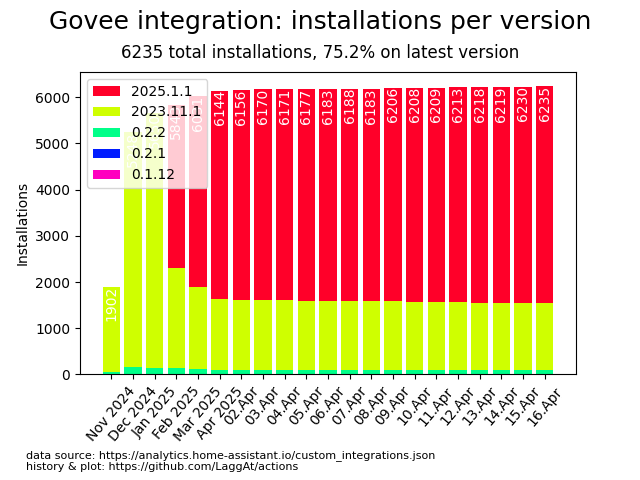 Govee integration: installations per version
6235 total installations, 75.2% on latest version
Installations
6000
5000
4000
3000
2000
1000
0
2025.1.1
2023.11.1
0.2.2
0.2.1
0.1.12
1902
6144
6156
6170
6171
6177
6183
6188
6183
6206
6208
6209
6213
6218
6219
6230
6235
Nov 2024
Dec 2024
Jan 2025
Feb 2025
Mar 2025
Apr 2025
02.Apr
03.Apr
04.Apr
05.Apr
06.Apr
07.Apr
08.Apr
09.Apr
10.Apr
11.Apr
12.Apr
13.Apr
14.Apr
15.Apr
16.Apr
data source: https://analytics.home-assistant.io/custom_integrations.json
history & plot: https://github.com/LaggAt/actions